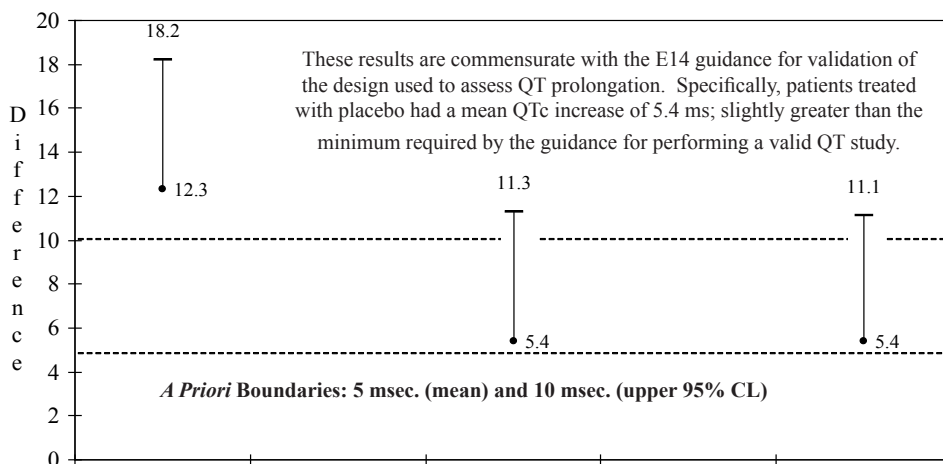 20
18.2
18
These results are commensurate with the E14 guidance for validation of
the design used to assess QT prolongation. Specifically, patients treated
with placebo had a mean QTc increase of 5.4 ms; slightly greater than the
minimum required by the guidance for performing a valid QT study.
16
14
12.3
12
11.3
11.1
10
8
6
5.4
5.4
4
A Priori Boundaries: 5 msec. (mean) and 10 msec. (upper 95% CL)
2
0
Difference